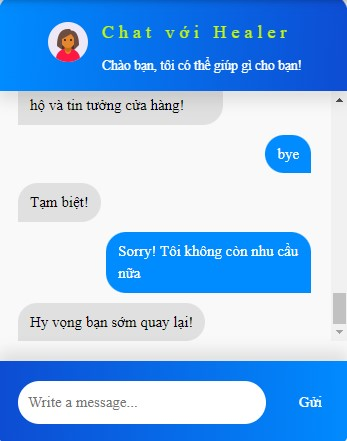 Chat với Healer
Chào bạn, tôi có thể giúp gì cho bạn!
hộ và tin tưởng cửa hàng!
bye
Tạm biệt!
Sorry! Tôi không còn nhu cầu
nữa
Hy vọng bạn sớm quay lại!
Write a message...
Gửi